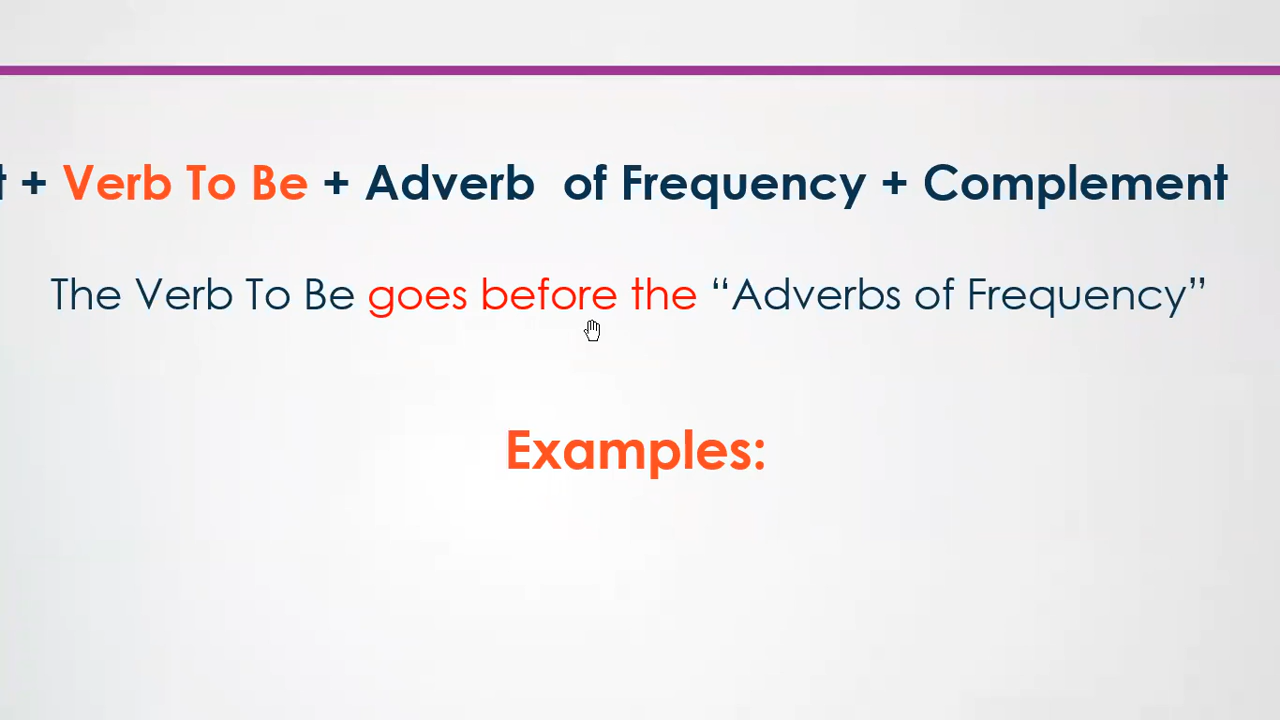 + Verb To Be + Adverb of Frequency + Complement
The Verb To Be goes before the “Adverbs of Frequency”
Examples: